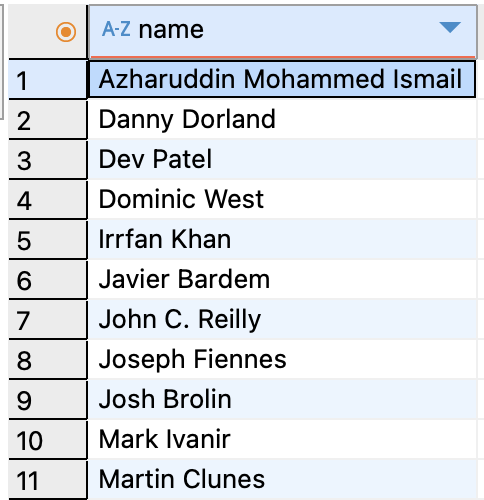 A-Z name
1 Azharuddin Mohammed Ismail
2 Danny Dorland
3 Dev Patel
4 Dominic West
5 Irrfan Khan
6 Javier Bardem
7 John C. Reilly
8 Joseph Fiennes
9 Josh Brolin
10 Mark Ivanir
11 Martin Clunes